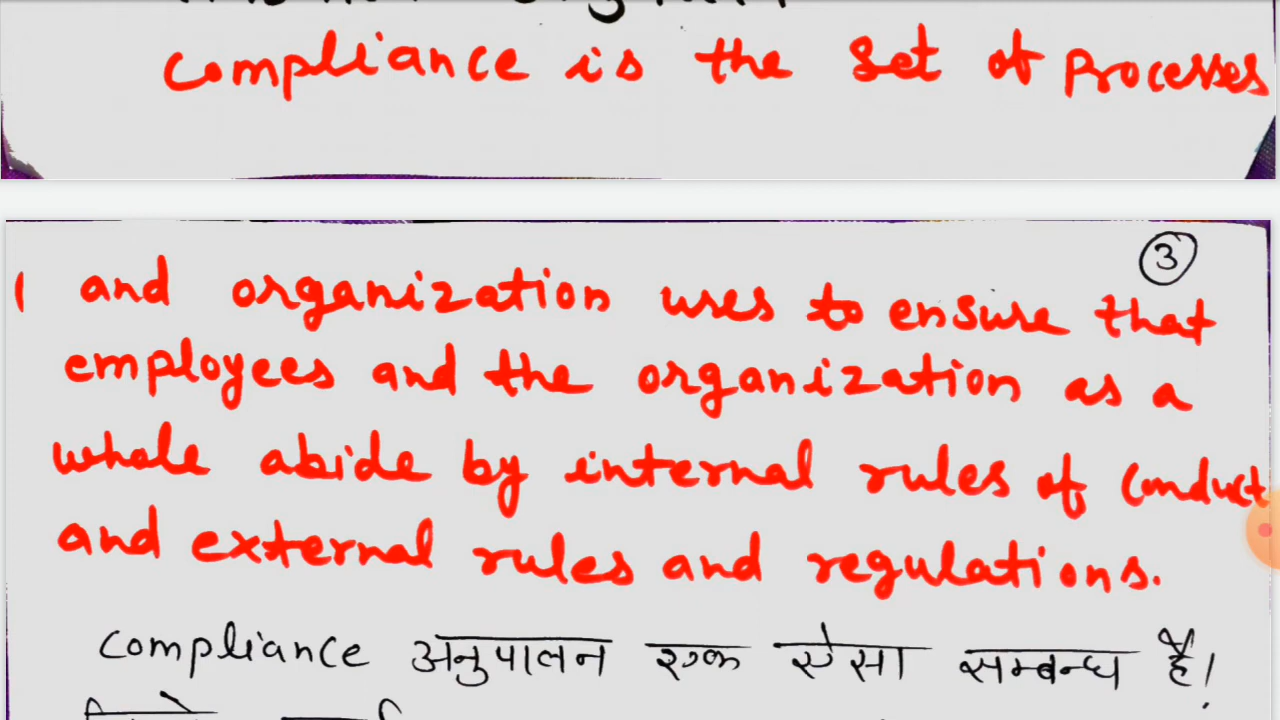 compliance is the set of processes
3
and organization uses to ensure that
employees and the organization as a
whole abide by internal rules of conduct
and external rules and regulations.
compliance अनुपालन एक ऐसा सम्बन्ध है।